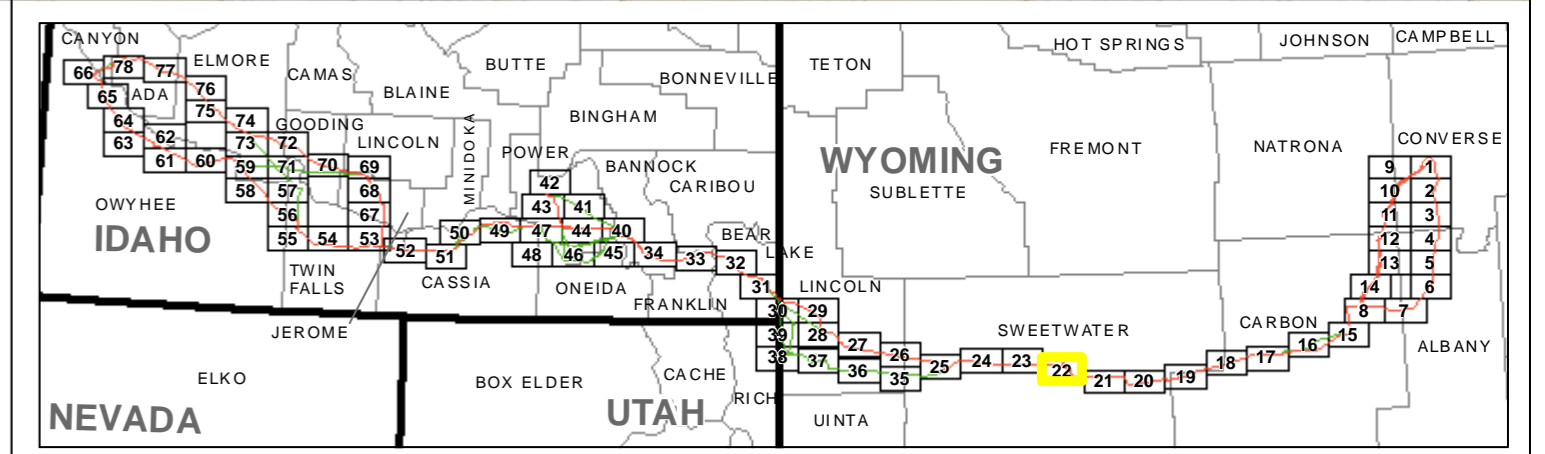 CANYON
ELMORE
CAMAS
BUTTE
BONNEVILLE
TETON
HOT SPRINGS
JOHNSON
CAMPBELL
66 78 77 76
65 ADA 75
BLAINE
64 74
63 62 73 GOODING 72 LINCOLN
MINIDOKA
BINGHAM
POWER
BANNOCK
CARIBOU
WYOMING
FREMONT
SUBLETTE
NATRONA
CONVERSE
61 60 59 71 70 69
58 57 68
56 67
55 54 53
OWYHEE
IDAHO
42
43 41
50 49 47 44 40
52 51 48 46 45 34 33 32
BEAR LAKE
9 1
10 2
11 3
12 4
13 5
14 6
8 7
TWIN
FALLS
CASSIA
ONEIDA
FRANKLIN
JEROME
31 LINCOLN
30 29
39 28
38 37 27 26
36 35 25 24 23 22 21 20 19 18 17 16 15
SWEETWATER
CARBON
ALBANY
ELKO
BOX ELDER
CACHE
RICH
UINTA
NEVADA
UTAH